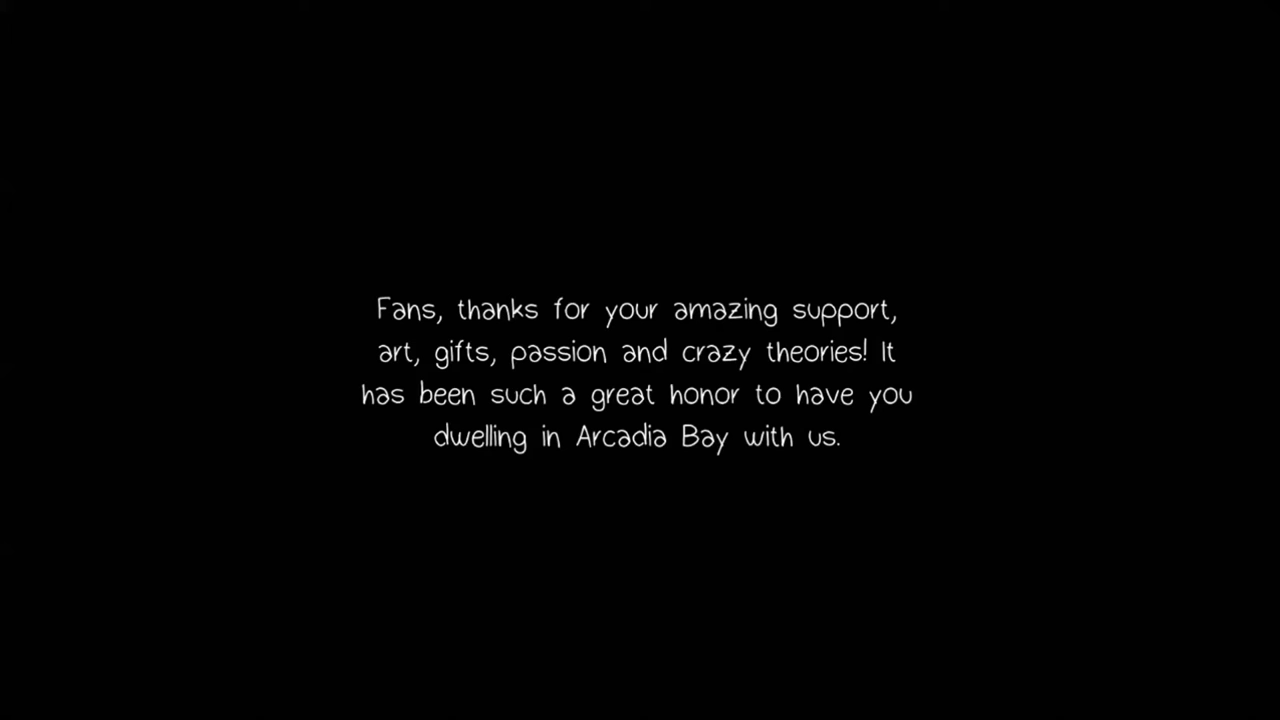 Fans, thanks for your amazing support,
art, gifts, passion and crazy theories! It
has been such a great honor to have you
dwelling in Arcadia Bay with us.